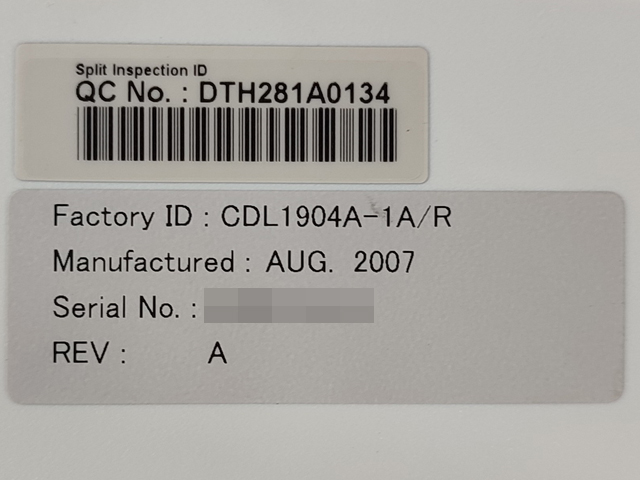 Split Inspection ID
QC No. : DTH281A0134
Factory ID : CDL1904A-1A/R
Manufactured : AUG. 2007
Serial No. :
REV : A